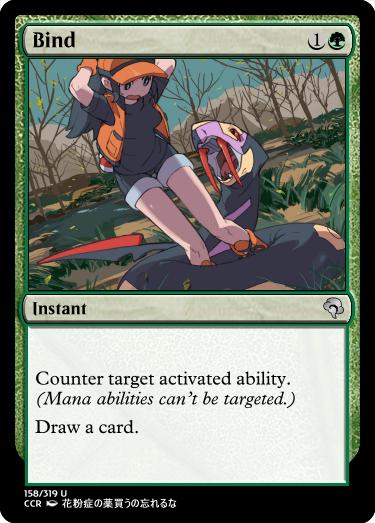 Bind 1
Instant
Counter target activated ability.
(Mana abilities can't be targeted.)
Draw a card.
158/319 U
CCR 花粉症の薬買うの忘れるな